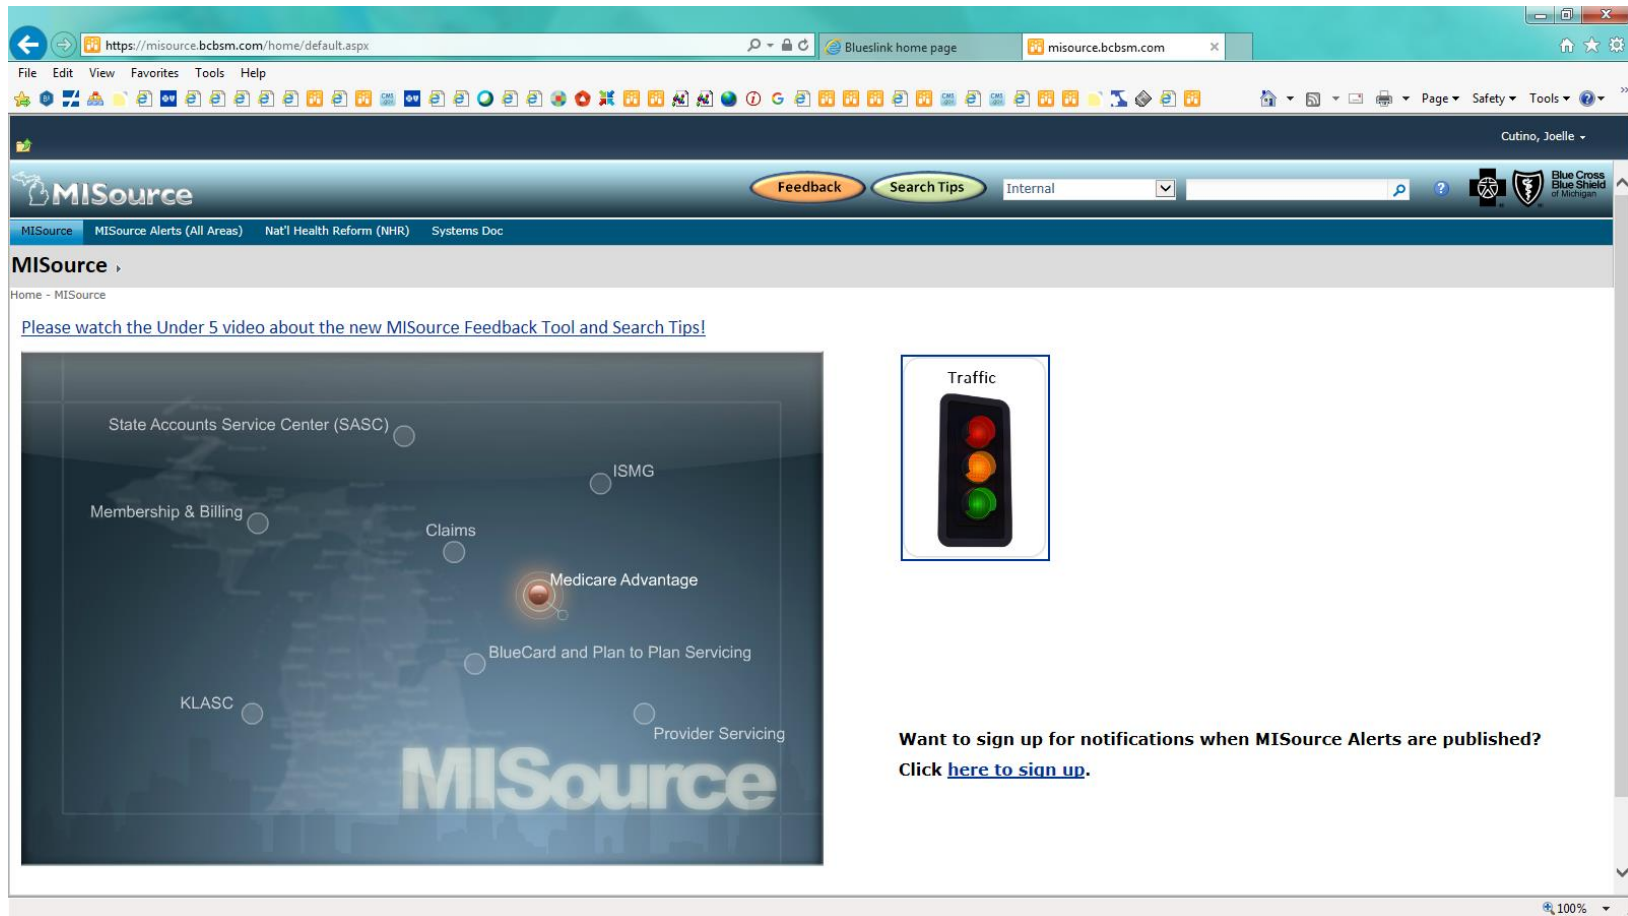 https://misource.bcbsm.com/home/default.aspx
Blueslink home page
misource.bcbsm.com
File Edit View Favorites Tools Help
Page Safety Tools
Cutino, Joelle
MISource
Feedback
Search Tips
Internal
Blue Cross
Blue Shield
of Michigan
MISource MISource Alerts (All Areas) Nat'l Health Reform (NHR) Systems Doc
MISource
Home - MISource
Please watch the Under 5 video about the new MISource Feedback Tool and Search Tips!
Traffic
State Accounts Service Center (SASC)
ISMG
Membership & Billing
Claims
Medicare Advantage
BlueCard and Plan to Plan Servicing
KLASC
Provider Servicing
MISource
Want to sign up for notifications when MISource Alerts are published?
Click here to sign up.
100%